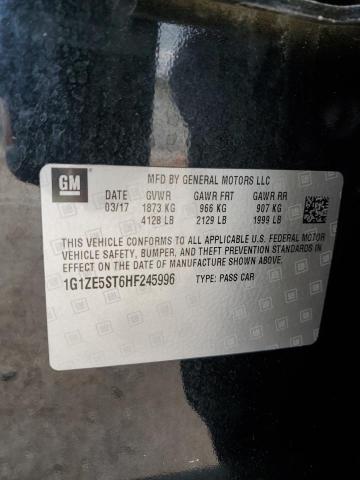 GM
MFD BY GENERAL MOTORS LLC
DATE GVWR GAWR FRT GAWR RR
03/17 1873 KG 966 KG 907 KG
4128 LB 2129 LB 1999 LB
THIS VEHICLE CONFORMS TO ALL APPLICABLE U.S. FEDERAL MOTOR
VEHICLE SAFETY, BUMPER, AND THEFT PREVENTION STANDARDS IN
EFFECT ON THE DATE OF MANUFACTURE SHOWN ABOVE.
1G1ZE5ST6HF245996 TYPE: PASS CAR